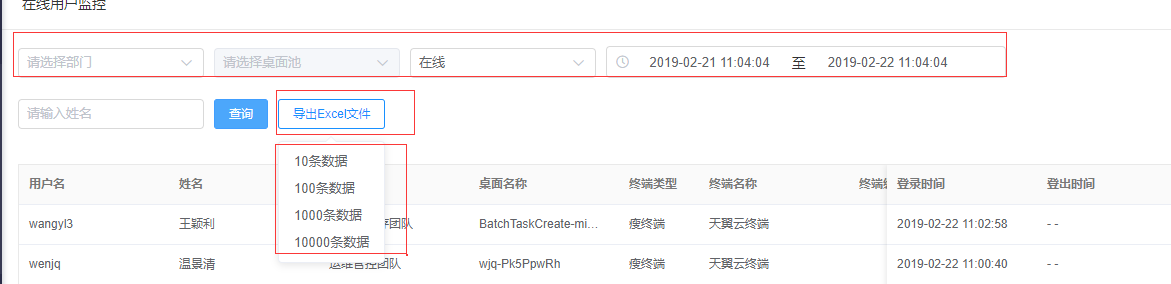 在线用户监控
请选择部门 请选择桌面池 在线 2019-02-21 11:04:04 至 2019-02-22 11:04:04
请输入姓名 查询 导出Excel文件
10条数据
100条数据
1000条数据
10000条数据
用户名 姓名 桌面名称 终端类型 终端名称 终端 登录时间 登出时间
wangyl3 王颖利 团队 BatchTaskCreate-mi... 瘦终端 天翼云终端 2019-02-22 11:02:58 - -
wenjq 温景清 运维管控团队 wjq-Pk5PpwRh 瘦终端 天翼云终端 2019-02-22 11:00:40 - -